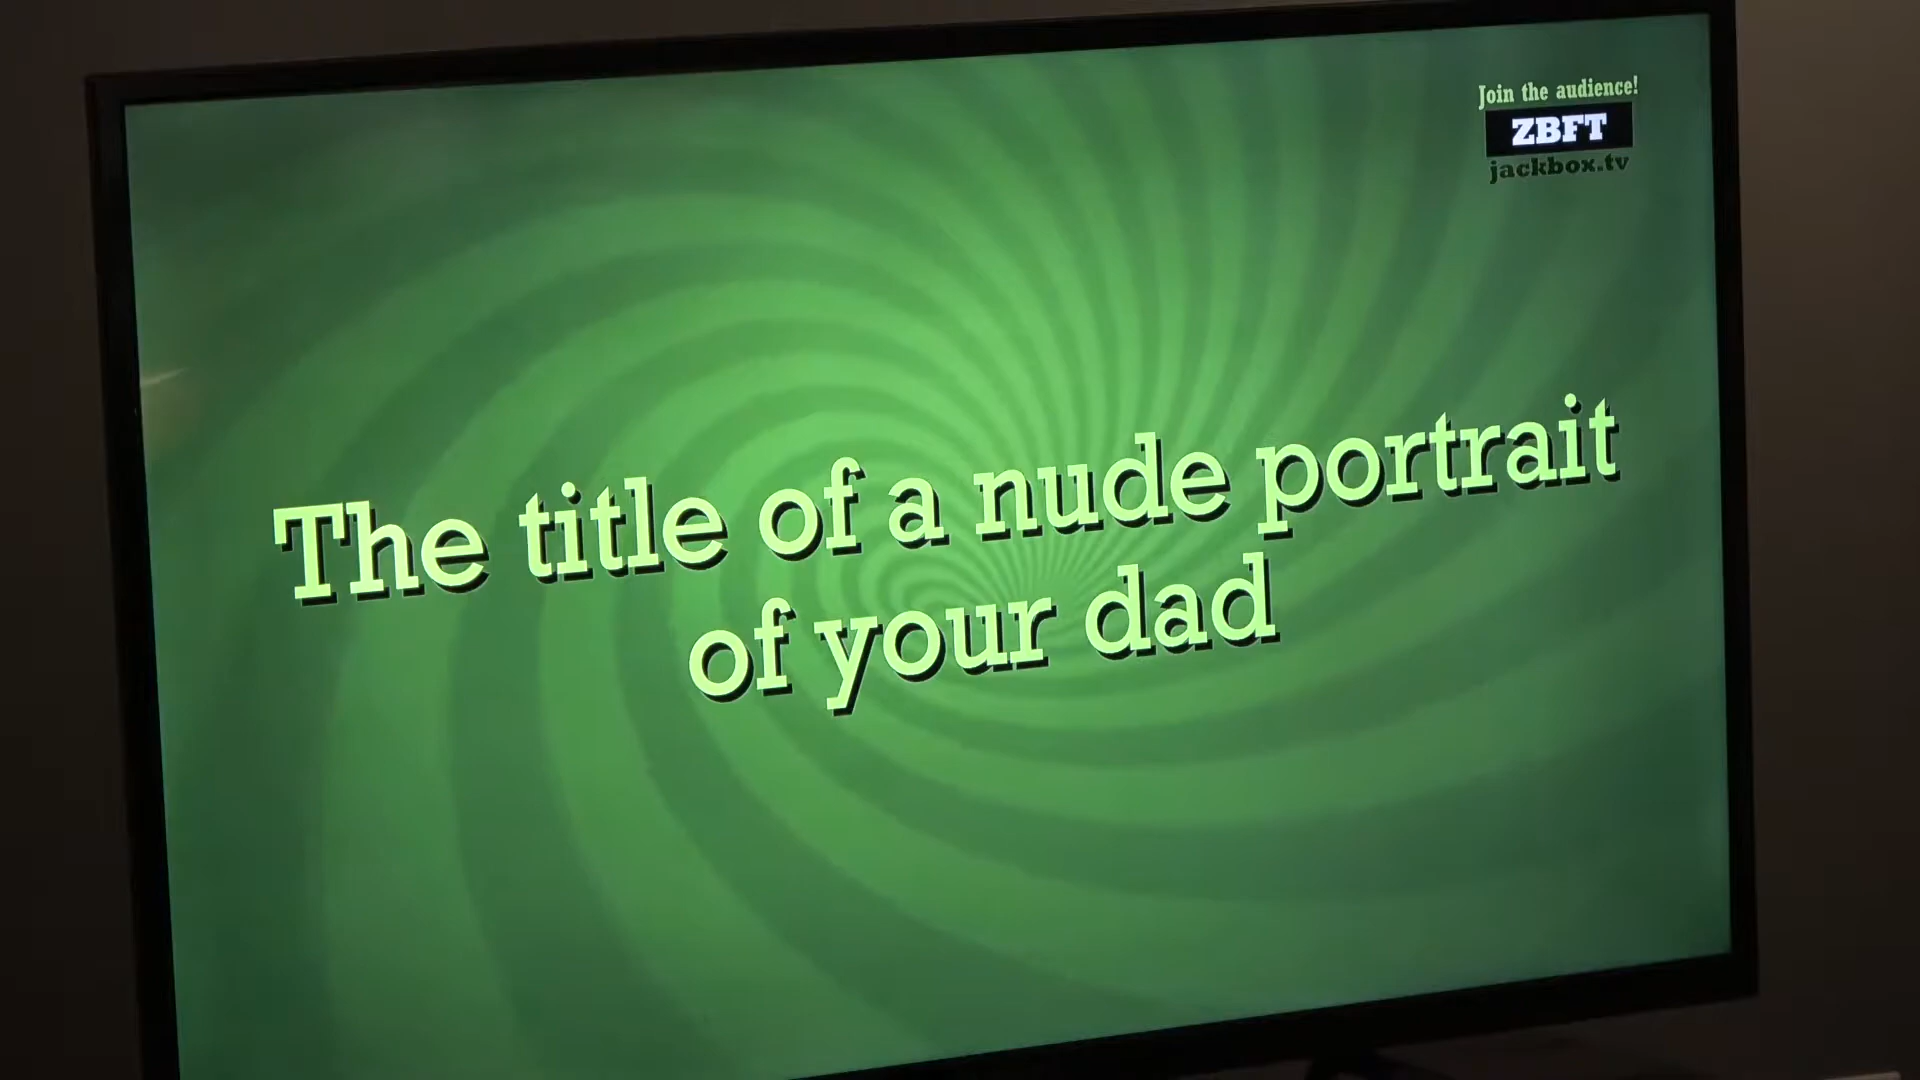 Join the audience!
ZBFT
jackbox.tv
The title of a nude portrait
of your dad